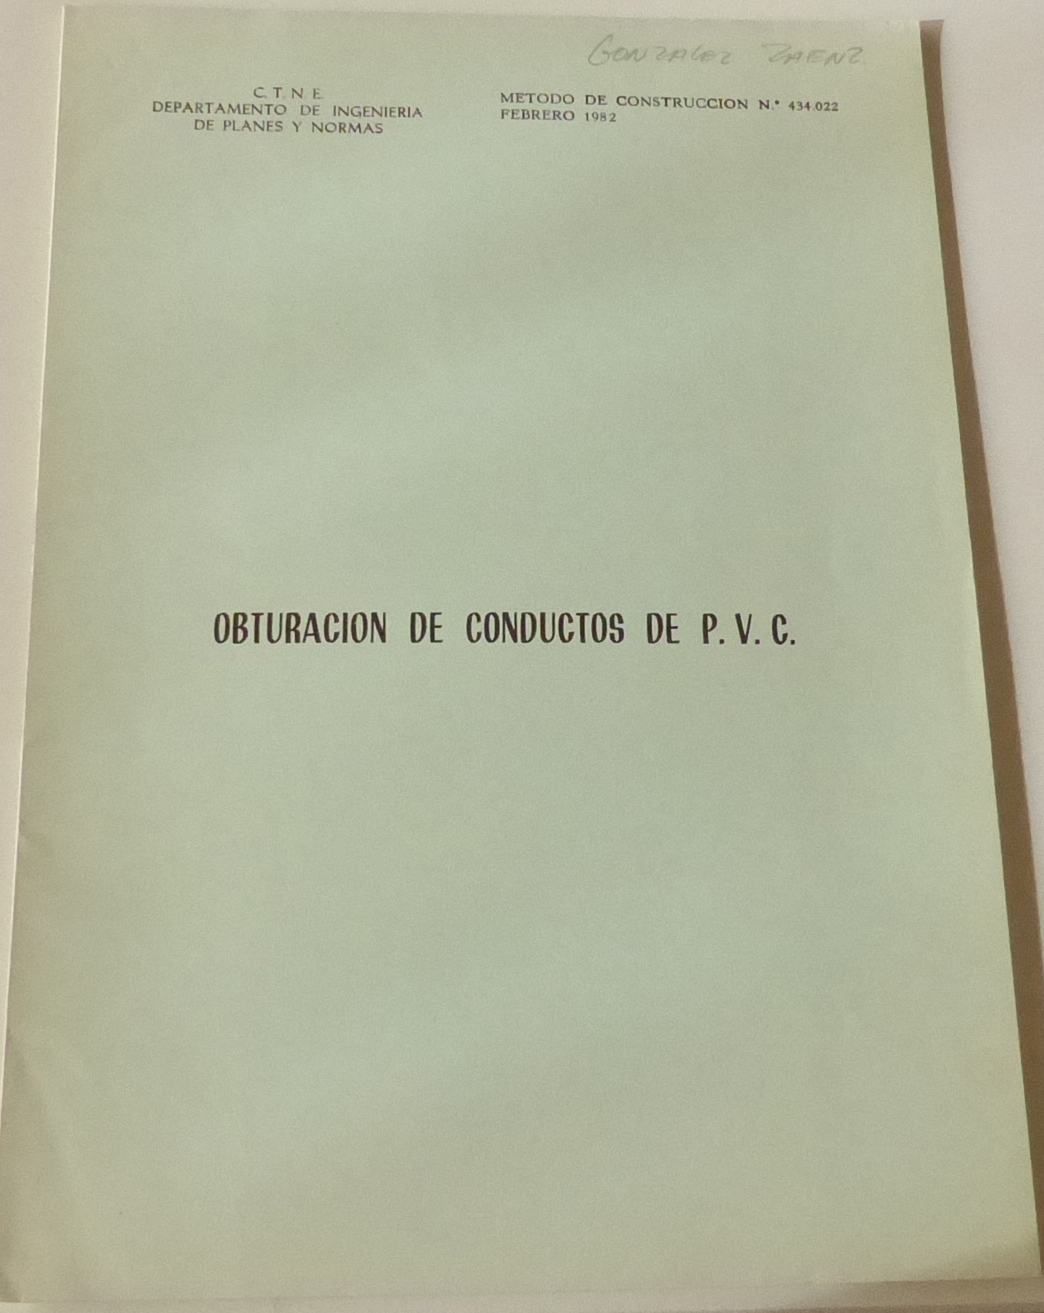 GONZALEZ ZAENZ
C. T. N. E.
DEPARTAMENTO DE INGENIERIA
DE PLANES Y NORMAS
METODO DE CONSTRUCCION N.º 434.022
FEBRERO 1982
OBTURACION DE CONDUCTOS DE P. V. C.